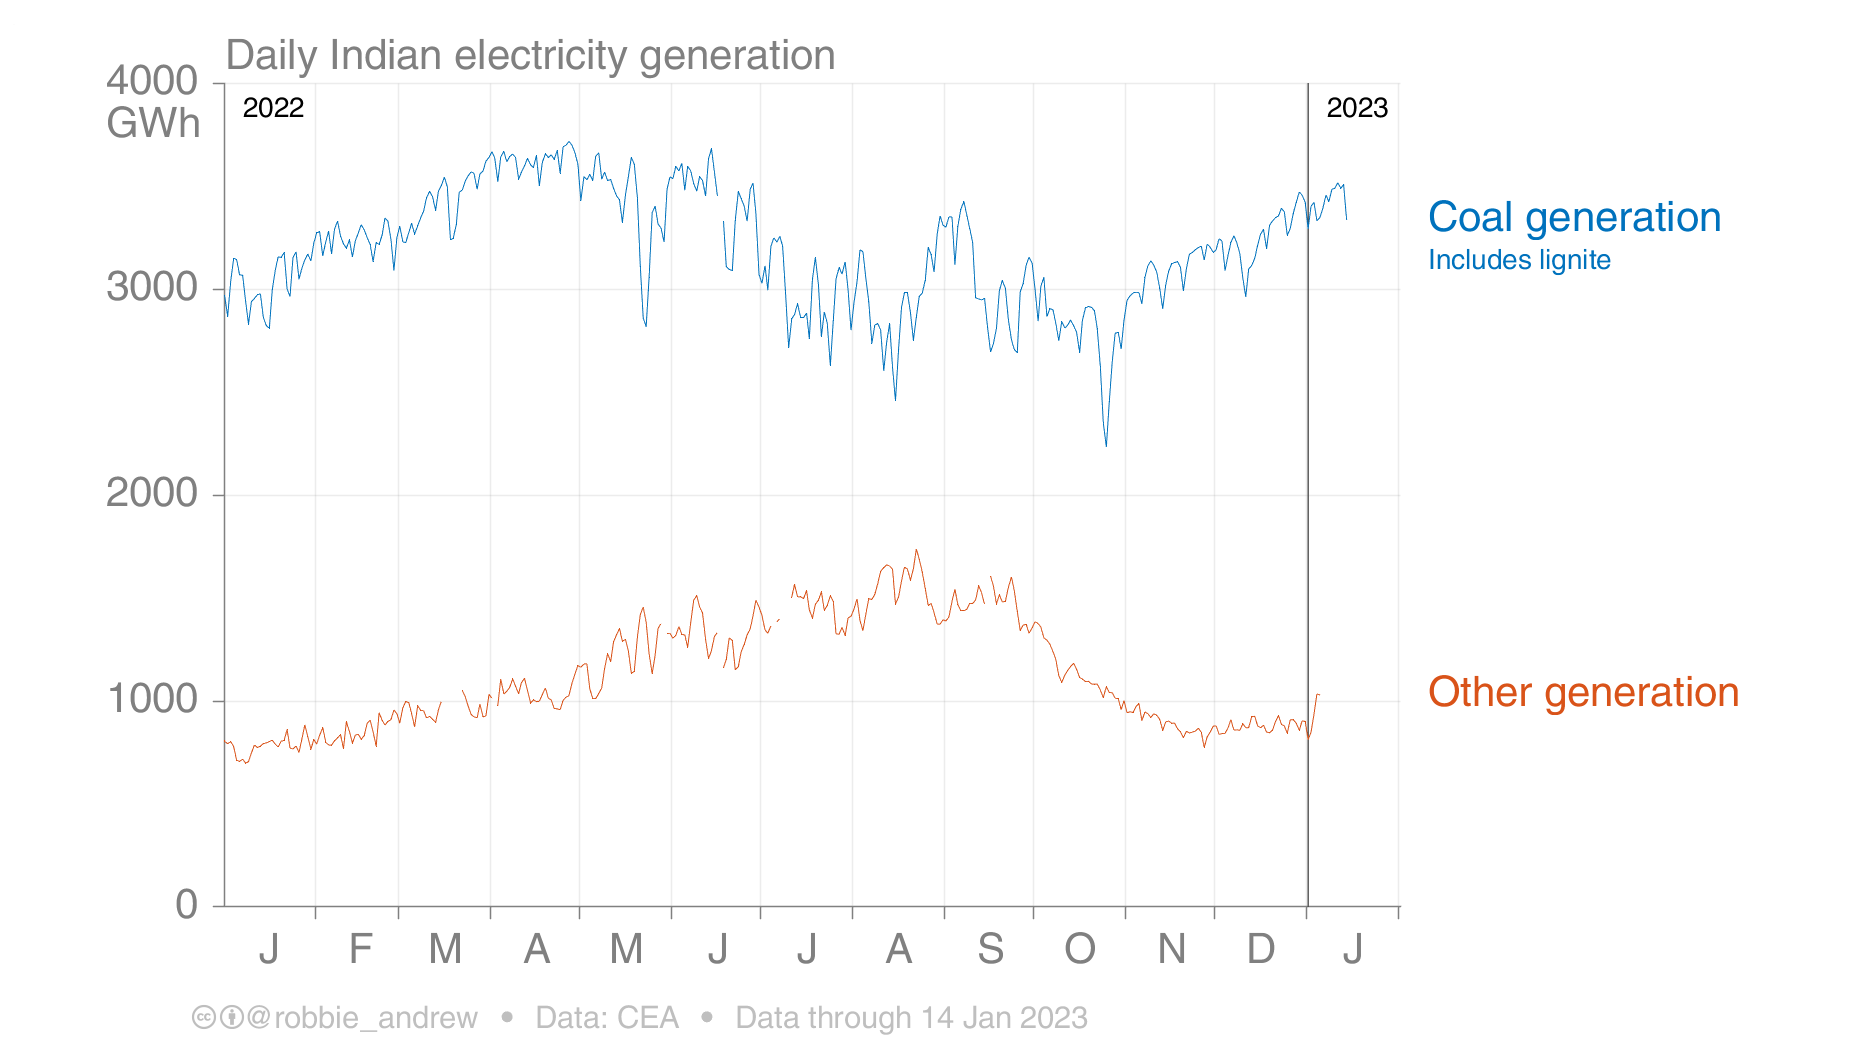 Daily Indian electricity generation
4000
GWh
2022
2023
3000
2000
1000
0
Coal generation
Includes lignite
Other generation
J F M A M J J A S O N D J
cc @robbie_andrew • Data: CEA • Data through 14 Jan 2023